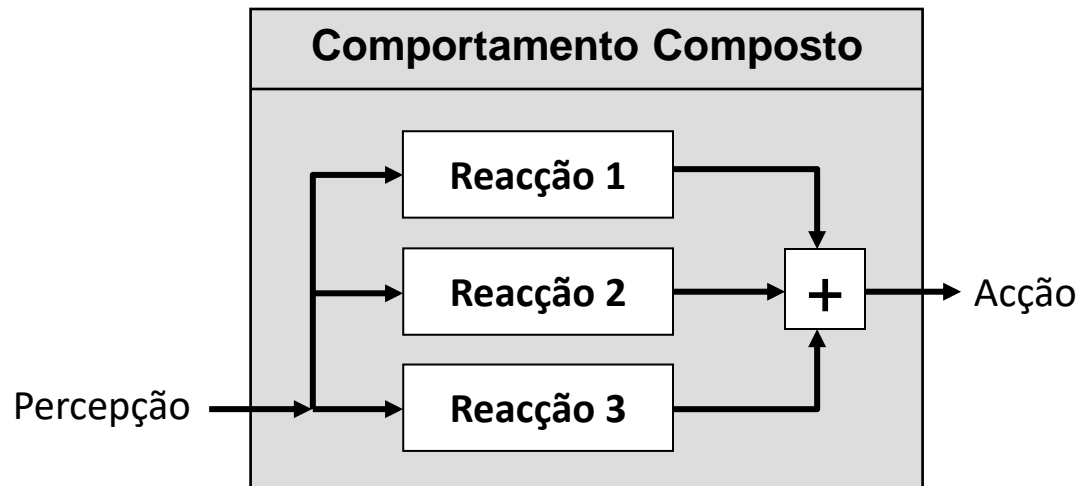 Comportamento Composto
Reacção 1
Reacção 2
+
Acção
Reacção 3
Percepção